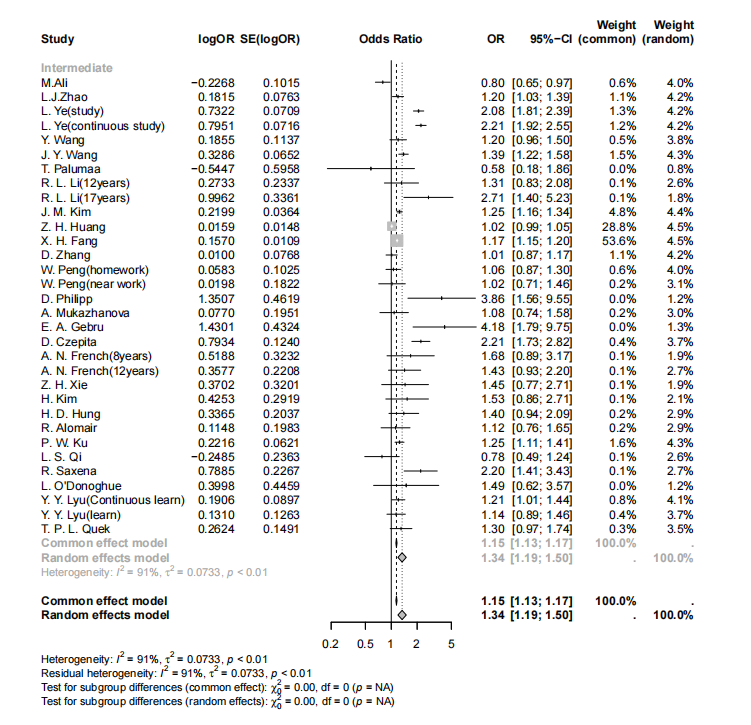 Study logOR SE(logOR) Odds Ratio OR 95%−CI Weight (common) Weight (random)
Intermediate
M.Ali −0.2268 0.1015 0.80 [0.65; 0.97] 0.6% 4.0%
L.J.Zhao 0.1815 0.0763 1.20 [1.03; 1.39] 1.1% 4.2%
L. Ye(study) 0.7322 0.0709 2.08 [1.81; 2.39] 1.3% 4.2%
L. Ye(continuous study) 0.7951 0.0716 2.21 [1.92; 2.55] 1.2% 4.2%
Y. Wang 0.1855 0.1137 1.20 [0.96; 1.50] 0.5% 3.8%
J. Y. Wang 0.3286 0.0652 1.39 [1.22; 1.58] 1.5% 4.3%
T. Palumaa −0.5447 0.5958 0.58 [0.18; 1.86] 0.0% 0.8%
R. L. Li(12years) 0.2733 0.2337 1.31 [0.83; 2.08] 0.1% 2.6%
R. L. Li(17years) 0.9962 0.3361 2.71 [1.40; 5.23] 0.1% 1.8%
J. M. Kim 0.2199 0.0364 1.25 [1.16; 1.34] 4.8% 4.4%
Z. H. Huang 0.0159 0.0148 1.02 [0.99; 1.05] 28.8% 4.5%
X. H. Fang 0.1570 0.0109 1.17 [1.15; 1.20] 53.6% 4.5%
D. Zhang 0.0100 0.0768 1.01 [0.87; 1.17] 1.1% 4.2%
W. Peng(homework) 0.0583 0.1025 1.06 [0.87; 1.30] 0.6% 4.0%
W. Peng(near work) 0.0198 0.1822 1.02 [0.71; 1.46] 0.2% 3.1%
D. Philipp 1.3507 0.4619 3.86 [1.56; 9.55] 0.0% 1.2%
A. Mukazhanova 0.0770 0.1951 1.08 [0.74; 1.58] 0.2% 3.0%
E. A. Gebru 1.4301 0.4324 4.18 [1.79; 9.75] 0.0% 1.3%
D. Czepita 0.7934 0.1240 2.21 [1.73; 2.82] 0.4% 3.7%
A. N. French(8years) 0.5188 0.3232 1.68 [0.89; 3.17] 0.1% 1.9%
A. N. French(12years) 0.3577 0.2208 1.43 [0.93; 2.20] 0.1% 2.7%
Z. H. Xie 0.3702 0.3201 1.45 [0.77; 2.71] 0.1% 1.9%
H. Kim 0.4253 0.2919 1.53 [0.86; 2.71] 0.1% 2.1%
H. D. Hung 0.3365 0.2037 1.40 [0.94; 2.09] 0.2% 2.9%
R. Alomair 0.1148 0.1983 1.12 [0.76; 1.65] 0.2% 2.9%
P. W. Ku 0.2216 0.0621 1.25 [1.11; 1.41] 1.6% 4.3%
L. S. Qi −0.2485 0.2363 0.78 [0.49; 1.24] 0.1% 2.6%
R. Saxena 0.7885 0.2267 2.20 [1.41; 3.43] 0.1% 2.7%
L. O'Donoghue 0.3998 0.4459 1.49 [0.62; 3.57] 0.0% 1.2%
Y. Y. Lyu(Continuous learn) 0.1906 0.0897 1.21 [1.01; 1.44] 0.8% 4.1%
Y. Y. Lyu(learn) 0.1310 0.1263 1.14 [0.89; 1.46] 0.4% 3.7%
T. P. L. Quek 0.2624 0.1491 1.30 [0.97; 1.74] 0.3% 3.5%
Common effect model 1.15 [1.13; 1.17] 100.0% .
Random effects model 1.34 [1.19; 1.50] . 100.0%
Heterogeneity: I² = 91%, τ² = 0.0733, p < 0.01
Common effect model 1.15 [1.13; 1.17] 100.0% .
Random effects model 1.34 [1.19; 1.50] . 100.0%
0.2 0.5 1 2 5
Heterogeneity: I² = 91%, τ² = 0.0733, p < 0.01
Residual heterogeneity: I² = 91%, τ² = 0.0733, p < 0.01
Test for subgroup differences (common effect): χ²₀ = 0.00, df = 0 (p = NA)
Test for subgroup differences (random effects): χ²₀ = 0.00, df = 0 (p = NA)